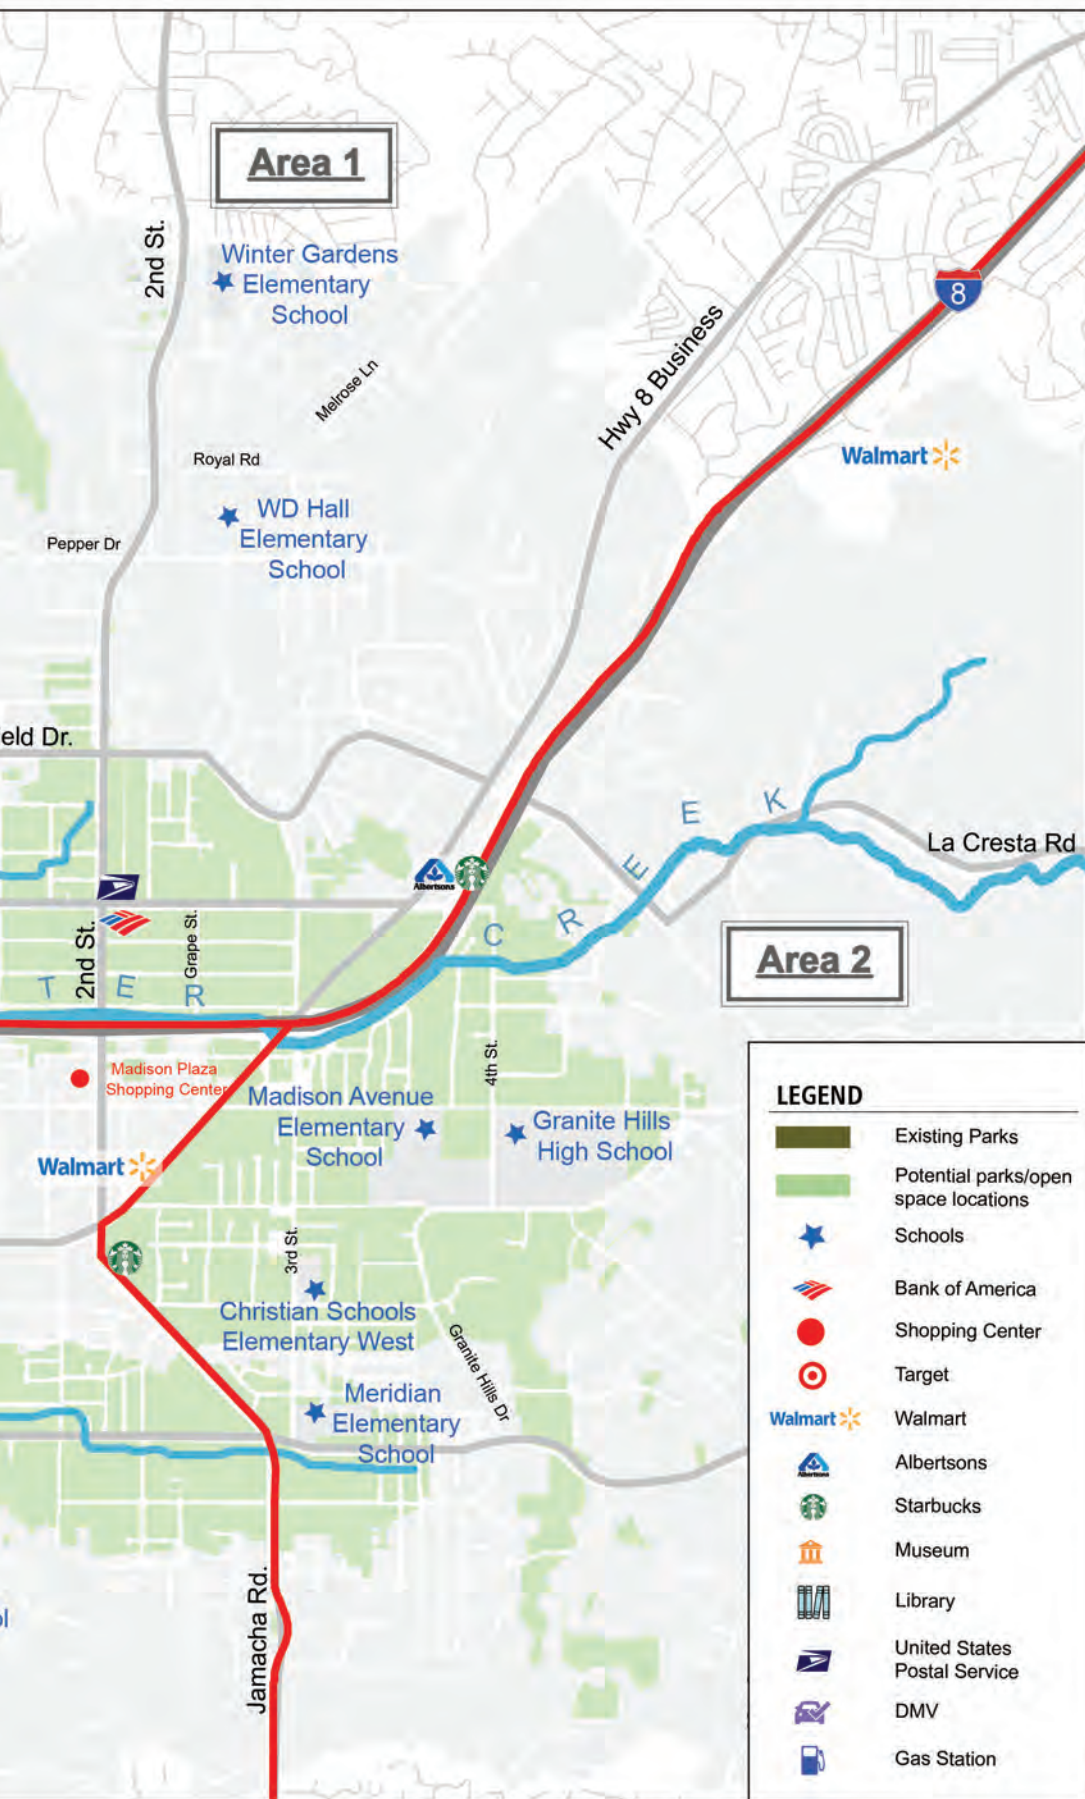 Area 1
2nd St.
Winter Gardens
Elementary
School
8
Hwy 8 Business
Melrose Ln
Walmart
Royal Rd
WD Hall
Elementary
School
Pepper Dr
eld Dr.
E K
E
La Cresta Rd
Albertsons
C R
2nd St.
Grape St.
T E R
Area 2
Madison Plaza
Shopping Center
4th St.
Madison Avenue
Elementary
School
Granite Hills
High School
Walmart
3rd St.
Christian Schools
Elementary West
Granite Hills Dr
Meridian
Elementary
School
Jamacha Rd.
ol
LEGEND
Existing Parks
Potential parks/open
space locations
Schools
Bank of America
Shopping Center
Target
Walmart Walmart
Albertsons Albertsons
Starbucks
Museum
Library
United States
Postal Service
DMV
Gas Station